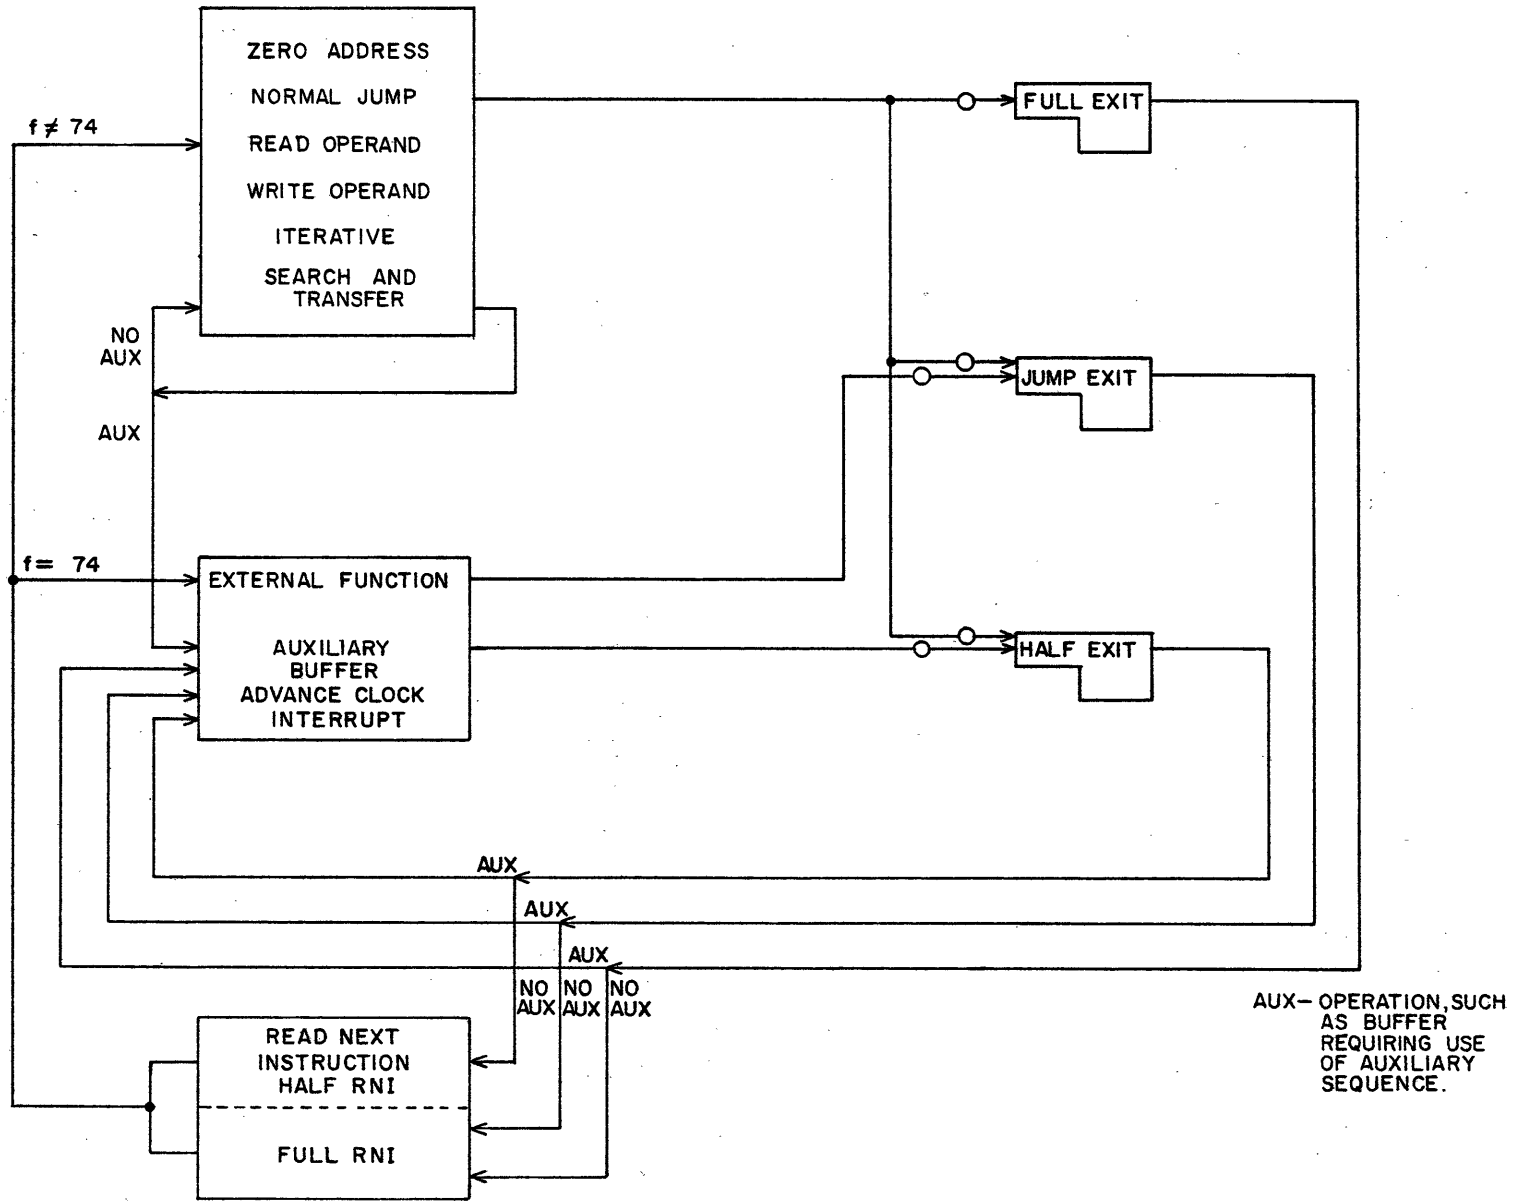 ZERO ADDRESS
NORMAL JUMP
f ≠ 74
READ OPERAND
WRITE OPERAND
ITERATIVE
SEARCH AND
TRANSFER
FULL EXIT
NO
AUX
AUX
JUMP EXIT
f = 74
EXTERNAL FUNCTION
AUXILIARY
BUFFER
ADVANCE CLOCK
INTERRUPT
HALF EXIT
AUX
AUX
AUX
NO
AUX
NO
AUX
NO
AUX
READ NEXT
INSTRUCTION
HALF RNI
FULL RNI
AUX— OPERATION, SUCH
AS BUFFER
REQUIRING USE
OF AUXILIARY
SEQUENCE.